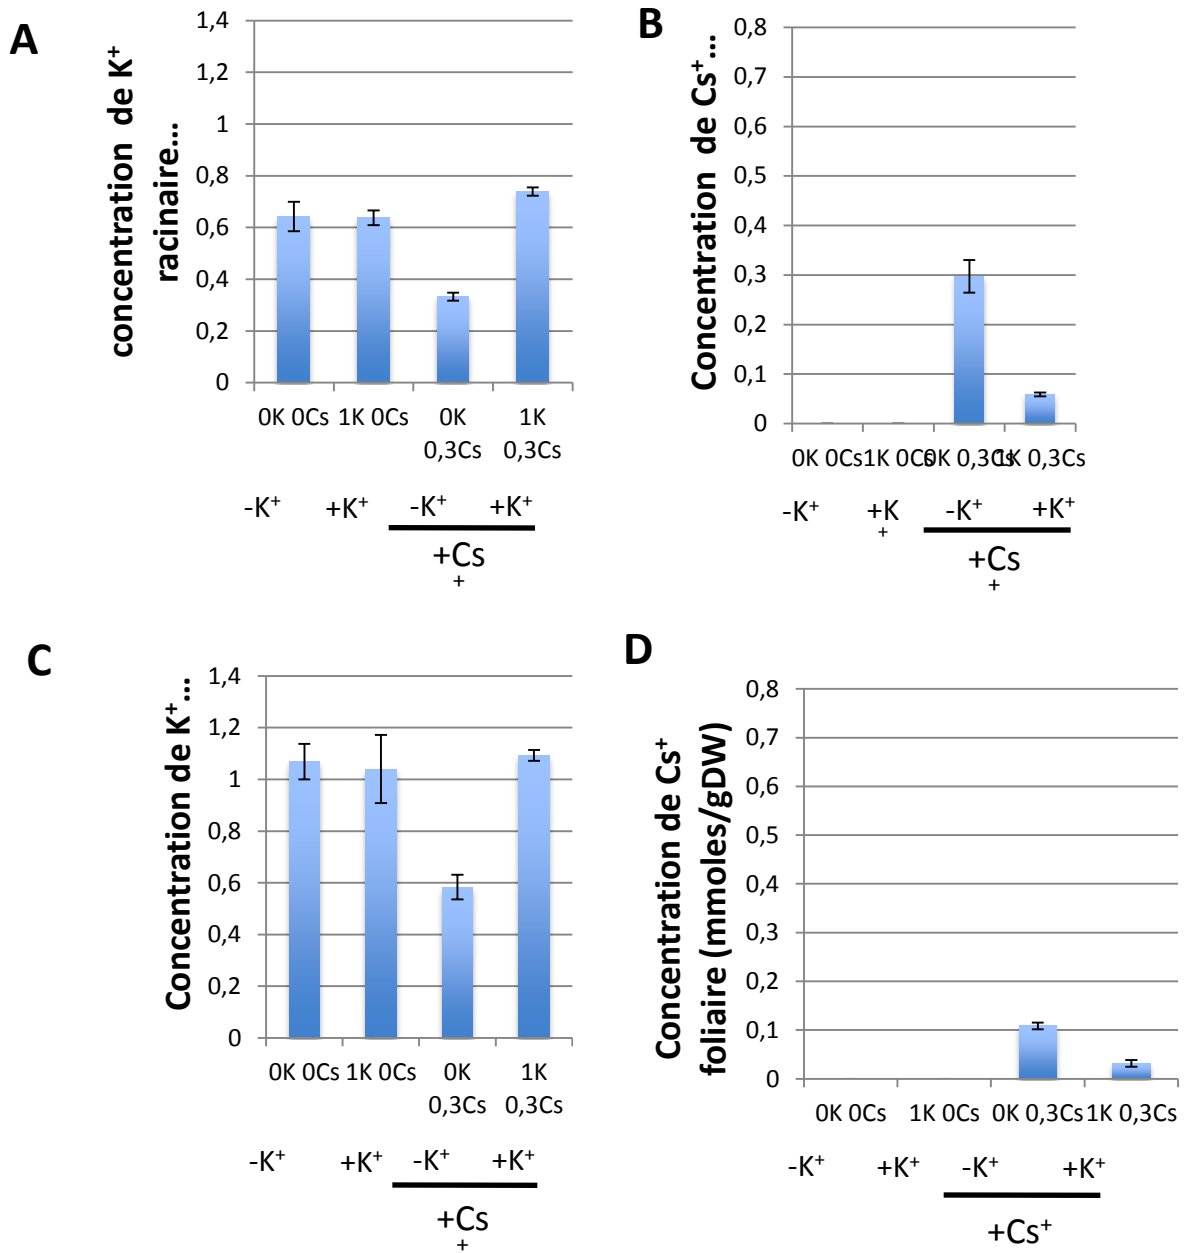 A
concentration de K⁺
racinaire...
1,4
1,2
1
0,8
0,6
0,4
0,2
0
0K 0Cs 1K 0Cs 0K 1K
0,3Cs 0,3Cs
-K⁺ +K⁺ -K⁺ +K⁺
+Cs
+
B
Concentration de Cs⁺...
0,8
0,7
0,6
0,5
0,4
0,3
0,2
0,1
0
0K 0Cs 1K 0Cs 0K 0,3Cs 1K 0,3Cs
-K⁺ +K -K⁺ +K⁺
+
+Cs
+
C
Concentration de K⁺...
1,4
1,2
1
0,8
0,6
0,4
0,2
0
0K 0Cs 1K 0Cs 0K 1K
0,3Cs 0,3Cs
-K⁺ +K⁺ -K⁺ +K⁺
+Cs
+
D
Concentration de Cs⁺
foliaire (mmoles/gDW)
0,8
0,7
0,6
0,5
0,4
0,3
0,2
0,1
0
0K 0Cs 1K 0Cs 0K 0,3Cs 1K 0,3Cs
-K⁺ +K⁺ -K⁺ +K⁺
+Cs⁺